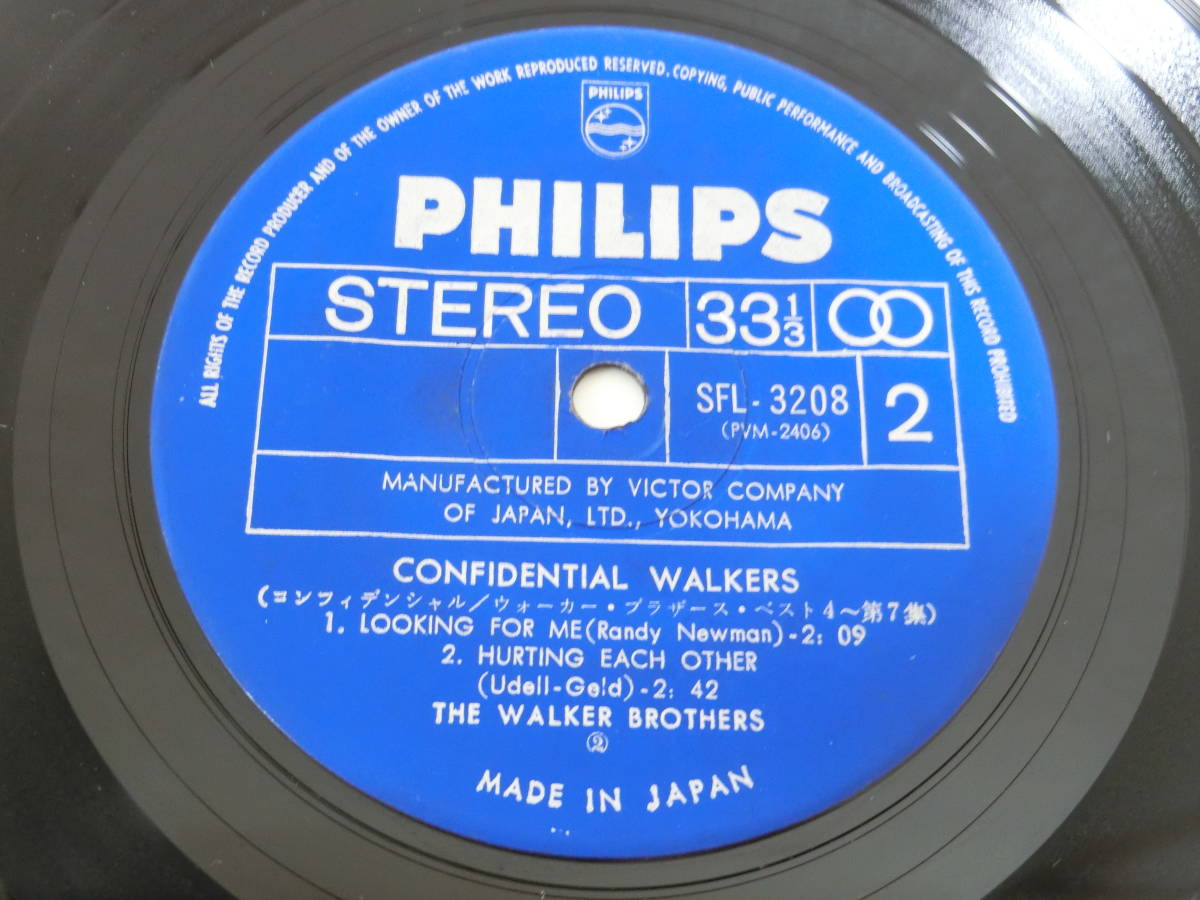 ALL RIGHTS OF THE RECORD PRODUCER AND OF THE OWNER OF THE WORK REPRODUCED RESERVED. COPYING, PUBLIC PERFORMANCE AND BROADCASTING OF THIS RECORD PROHIBITED
PHILIPS
PHILIPS
STEREO 33 1/3
SFL-3208 2
(PVM-2406)
MANUFACTURED BY VICTOR COMPANY
OF JAPAN, LTD., YOKOHAMA
CONFIDENTIAL WALKERS
(コンフィデンシャル/ウォーカー・ブラザース・ベスト4〜第7集)
1. LOOKING FOR ME(Randy Newman)-2: 09
2. HURTING EACH OTHER
(Udell-Geld)-2: 42
THE WALKER BROTHERS
②
MADE IN JAPAN